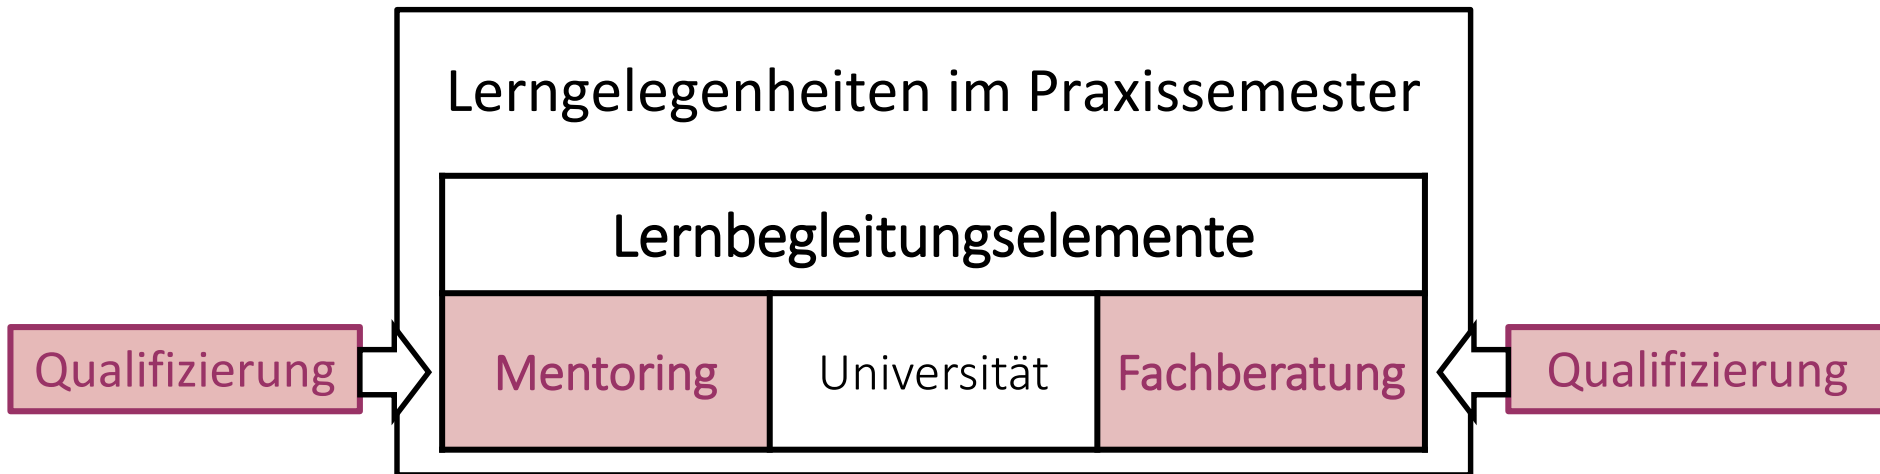 Lerngelegenheiten im Praxissemester
Lernbegleitungselemente
Qualifizierung
Mentoring
Universität
Fachberatung
Qualifizierung